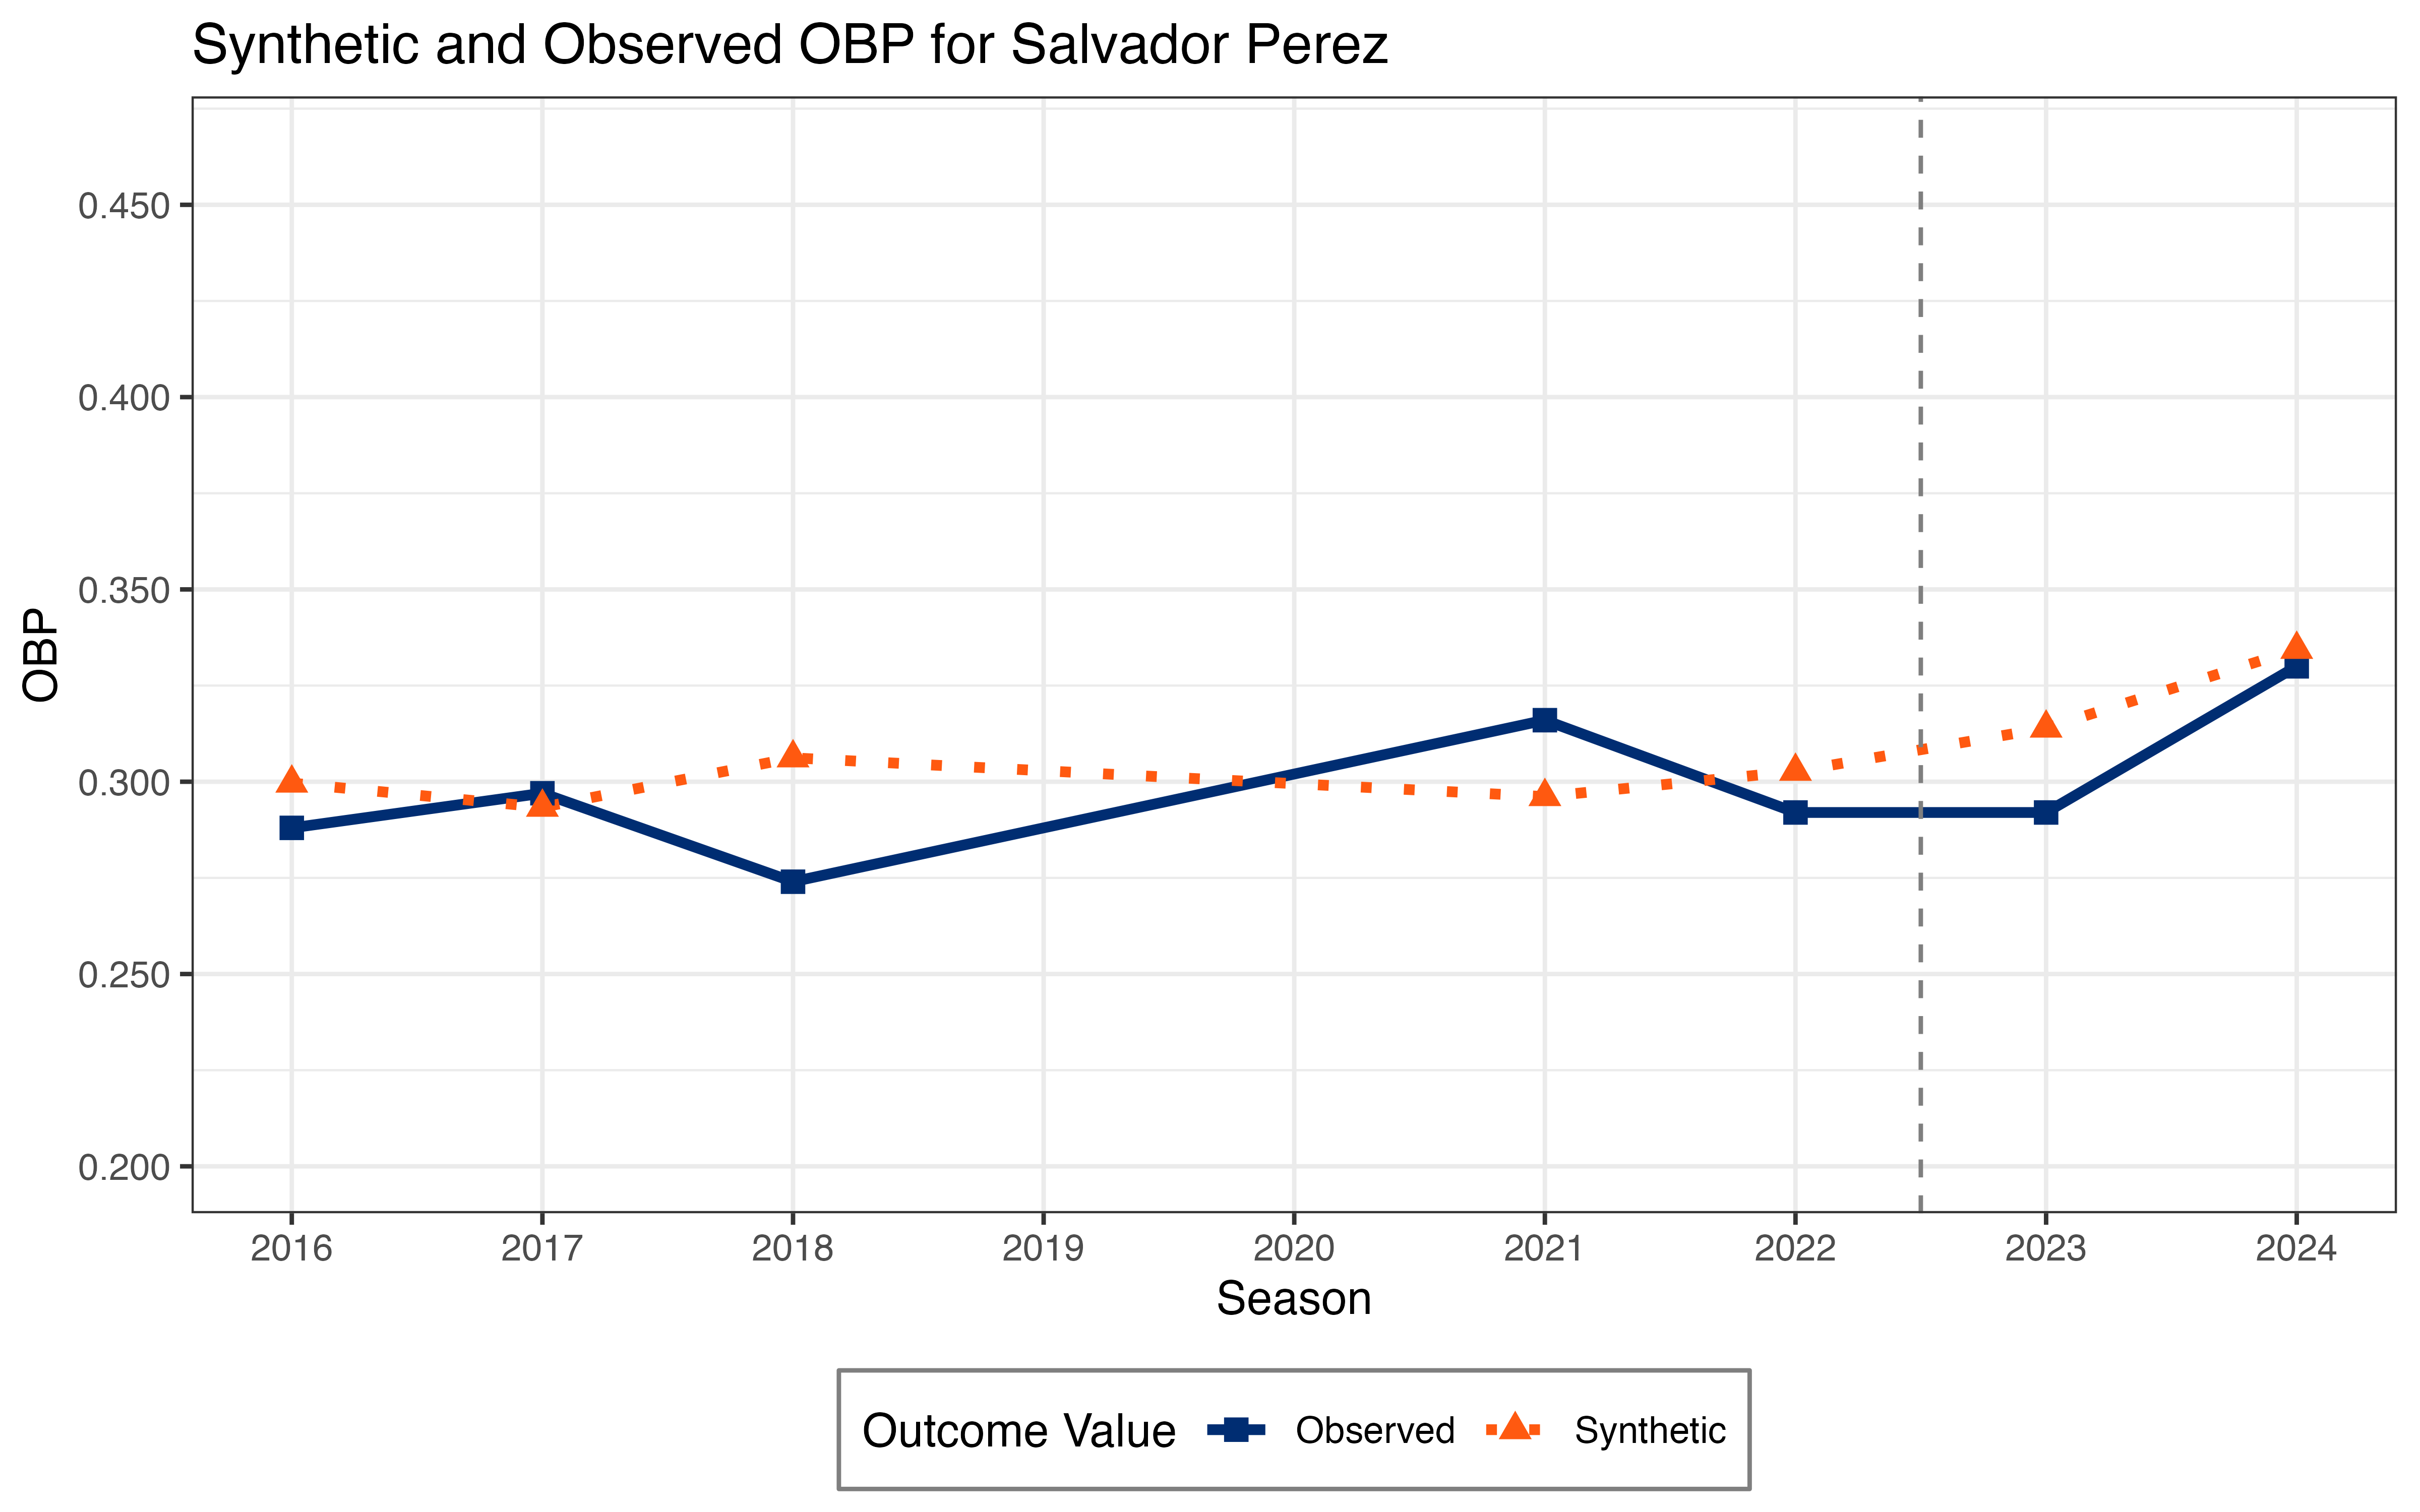 Synthetic and Observed OBP for Salvador Perez
OBP
0.450
0.400
0.350
0.300
0.250
0.200
2016 2017 2018 2019 2020 2021 2022 2023 2024
Season
Outcome Value Observed Synthetic